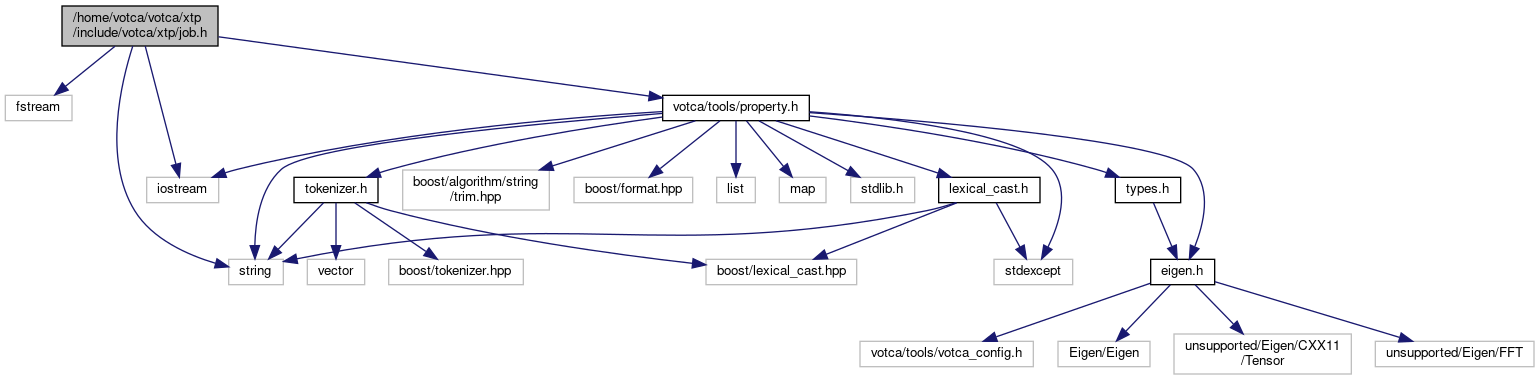 /home/votca/votca/xtp
/include/votca/xtp/job.h
fstream
votca/tools/property.h
iostream
tokenizer.h
boost/algorithm/string
/trim.hpp
boost/format.hpp
list
map
stdlib.h
lexical_cast.h
types.h
string
vector
boost/tokenizer.hpp
boost/lexical_cast.hpp
stdexcept
eigen.h
votca/tools/votca_config.h
Eigen/Eigen
unsupported/Eigen/CXX11
/Tensor
unsupported/Eigen/FFT